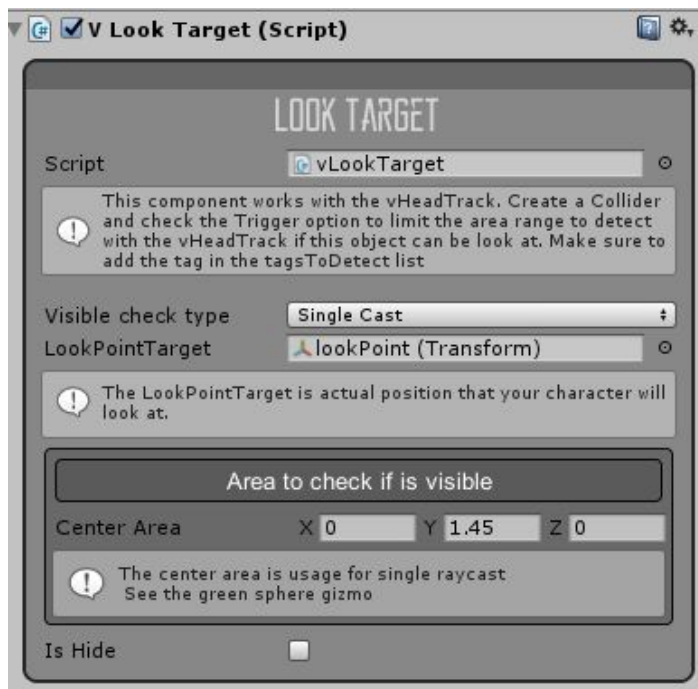 V Look Target (Script)
LOOK TARGET
Script vLookTarget
This component works with the vHeadTrack. Create a Collider
and check the Trigger option to limit the area range to detect
with the vHeadTrack if this object can be look at. Make sure to
add the tag in the tagsToDetect list
Visible check type Single Cast
LookPointTarget lookPoint (Transform)
The LookPointTarget is actual position that your character will
look at.
Area to check if is visible
Center Area X 0 Y 1.45 Z 0
The center area is usage for single raycast
See the green sphere gizmo
Is Hide